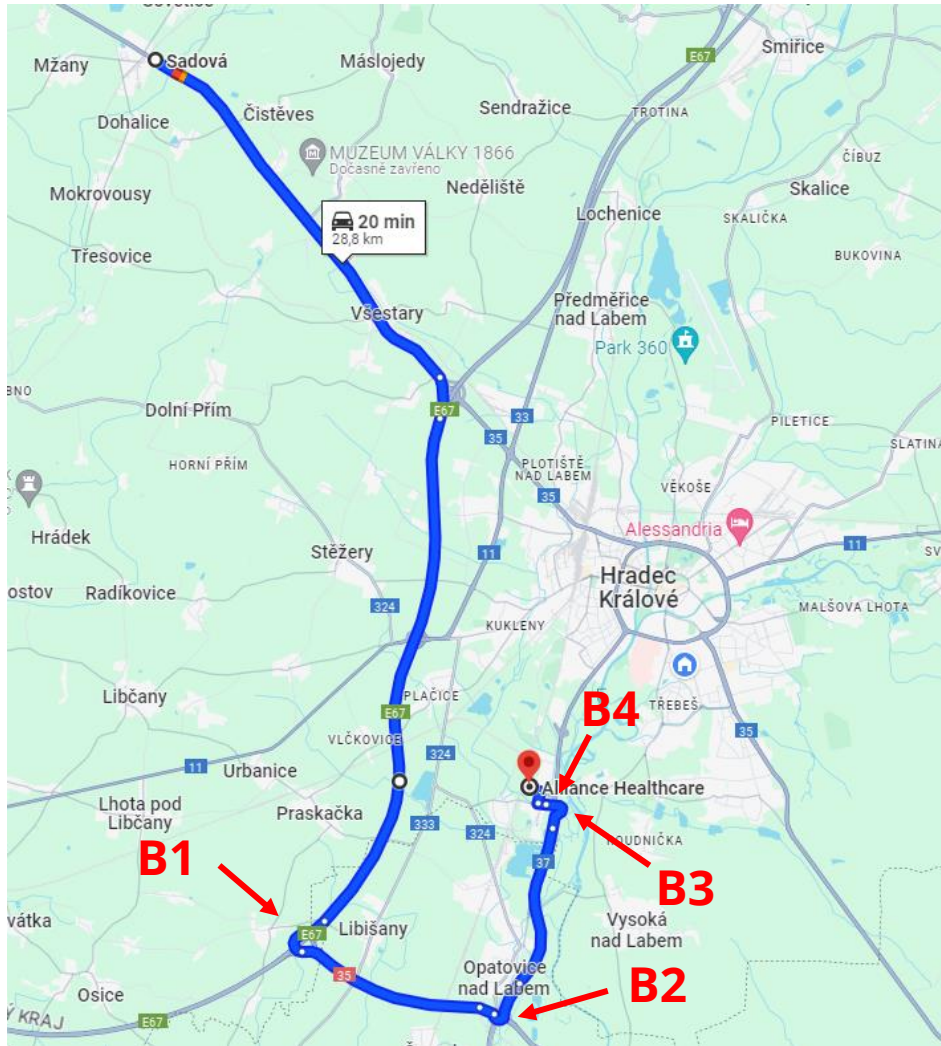 Sadová
Mžany
Máslojedy
E67
Smiřice
Dohalice
Čistěves
Sendražice
TROTINA
MUZEUM VÁLKY 1866
Dočasně zavřeno
ČÍBUZ
Mokrovousy
Neděliště
Skalice
Lochenice
SKALIČKA
20 min
28,8 km
Třesovice
BUKOVINA
Předměřice
nad Labem
Všestary
Park 360
E67
33
Dolní Přím
35
PILETICE
HORNÍ PŘÍM
PLOTIŠTĚ
NAD LABEM
SLATINA
35
VĚKOŠE
Alessandria
Hrádek
Stěžery
11
11
Hradec
Králové
ostov
Radíkovice
324
KUKLENY
MALŠOVA LHOTA
Libčany
PLAČICE
TŘEBEŠ
E67
B4
35
VLČKOVICE
324
11
Urbanice
Alliance Healthcare
Lhota pod
Libčany
Praskačka
333
324
ROUDNIČKA
B1
37
B3
vátka
E67
Libišany
Vysoká
nad Labem
35
Opatovice
nad Labem
B2
Osice
Ý KRAJ
E67